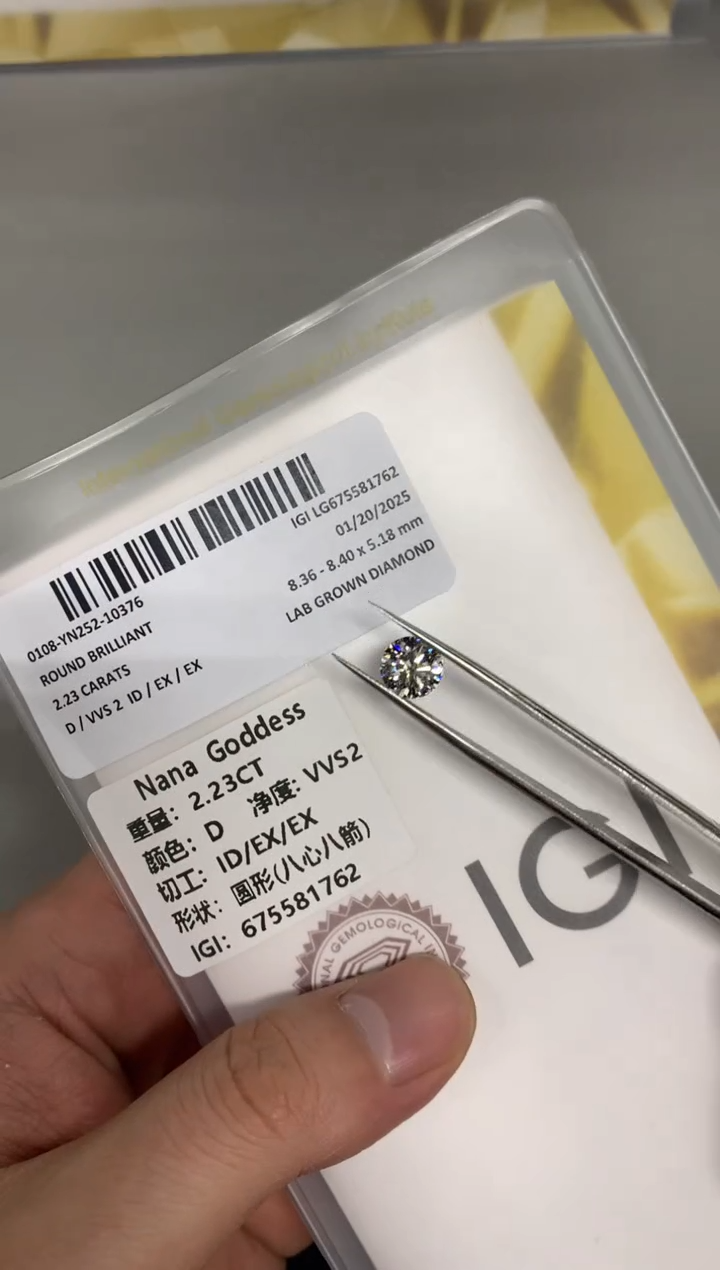 IGI LG675581762
01/20/2025
8.36 - 8.40 x 5.18 mm
LAB GROWN DIAMOND
0108-YN252-10376
ROUND BRILLIANT
2.23 CARATS
D / VVS 2 ID / EX / EX
Nana Goddess
重量: 2.23CT
颜色: D 净度: VVS2
切工: ID/EX/EX
形状: 圆形(八心八箭)
IGI: 675581762
GEMOLOGICAL
IGI